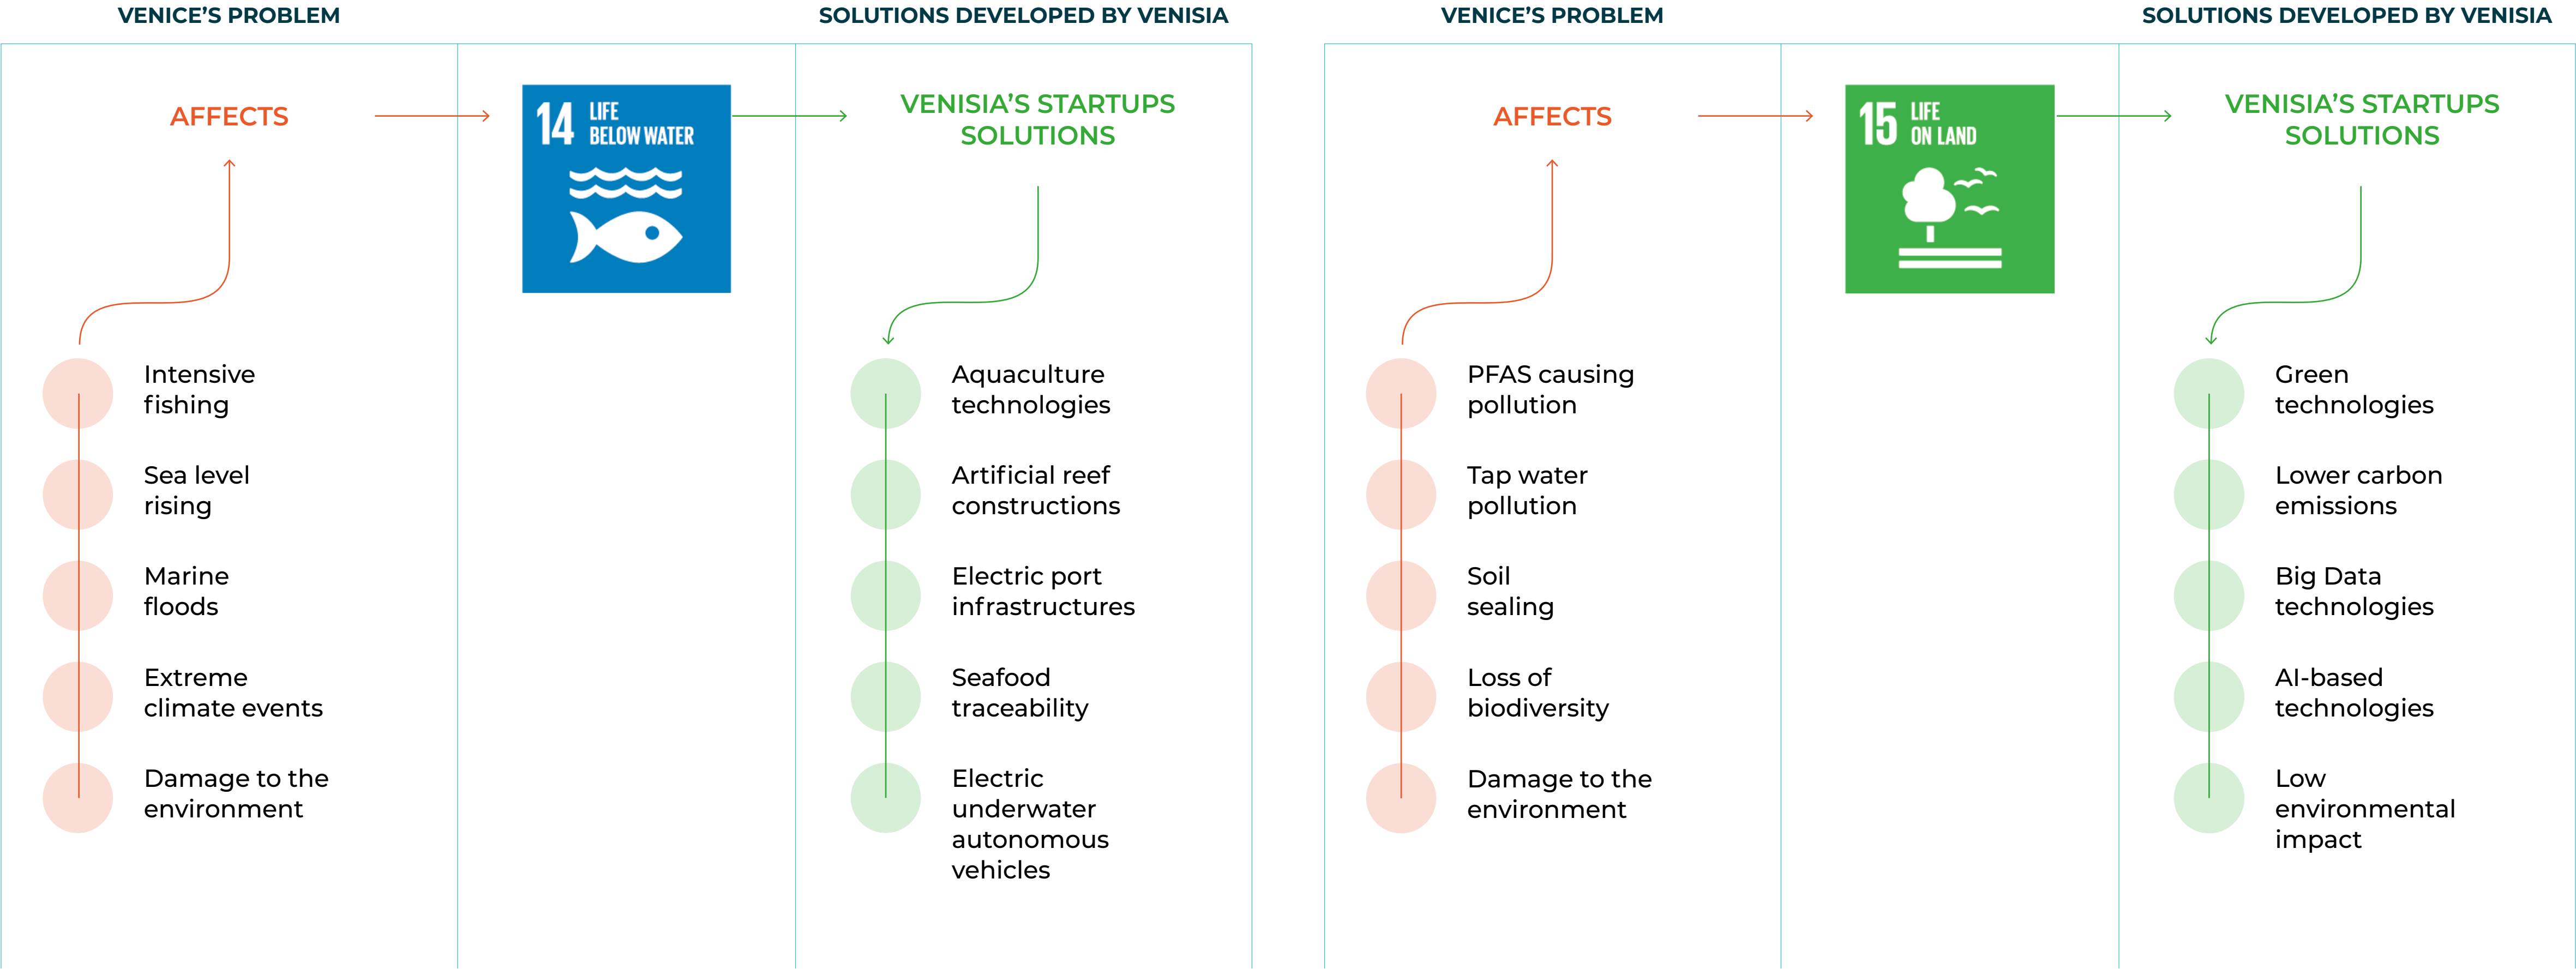 VENICE’S PROBLEM
SOLUTIONS DEVELOPED BY VENISIA
AFFECTS
14 LIFE
BELOW WATER
VENISIA’S STARTUPS
SOLUTIONS
Intensive
fishing
Sea level
rising
Marine
floods
Extreme
climate events
Damage to the
environment
Aquaculture
technologies
Artificial reef
constructions
Electric port
infrastructures
Seafood
traceability
Electric
underwater
autonomous
vehicles
VENICE’S PROBLEM
SOLUTIONS DEVELOPED BY VENISIA
AFFECTS
15 LIFE
ON LAND
VENISIA’S STARTUPS
SOLUTIONS
PFAS causing
pollution
Tap water
pollution
Soil
sealing
Loss of
biodiversity
Damage to the
environment
Green
technologies
Lower carbon
emissions
Big Data
technologies
AI-based
technologies
Low
environmental
impact